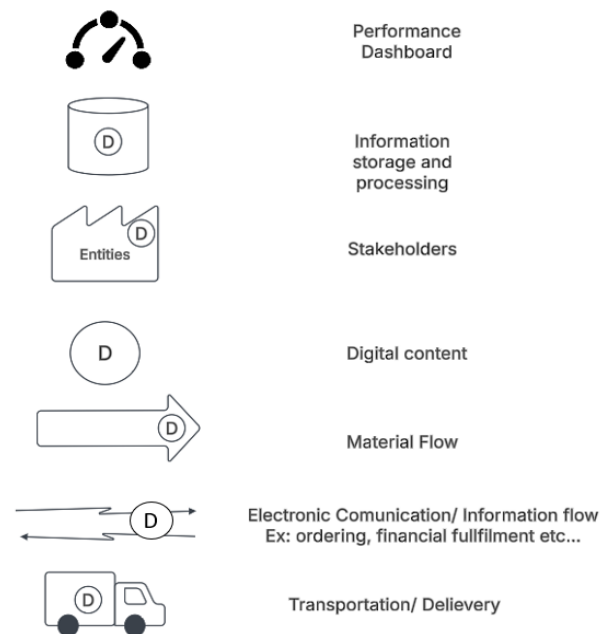 Performance
Dashboard
D
Information
storage and
processing
D
Entities
Stakeholders
D
Digital content
D
Material Flow
D
Electronic Comunication/ Information flow
Ex: ordering, financial fullfilment etc...
D
Transportation/ Delievery